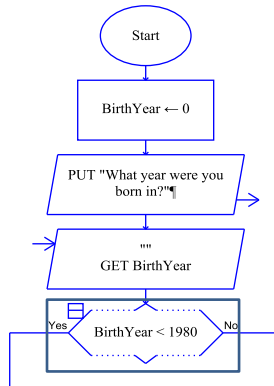 Start
BirthYear ← 0
PUT "What year were you
born in?"¶
""
GET BirthYear
Yes
BirthYear < 1980
No